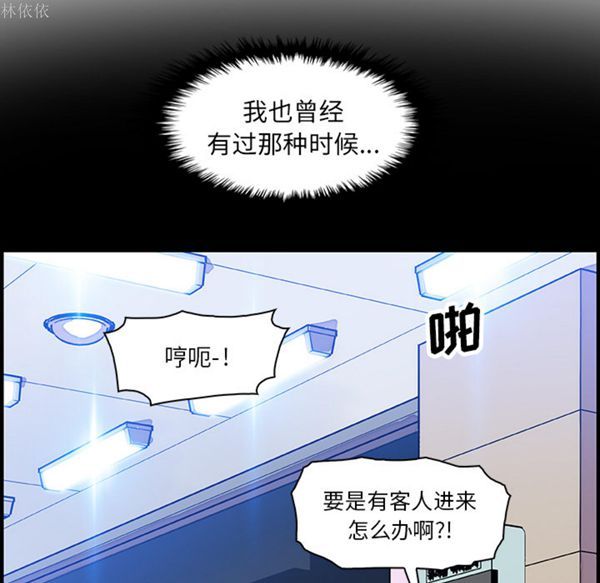 林依依
我也曾经
有过那种时候...
啪
哼呃-!
要是有客人进来
怎么办啊?!